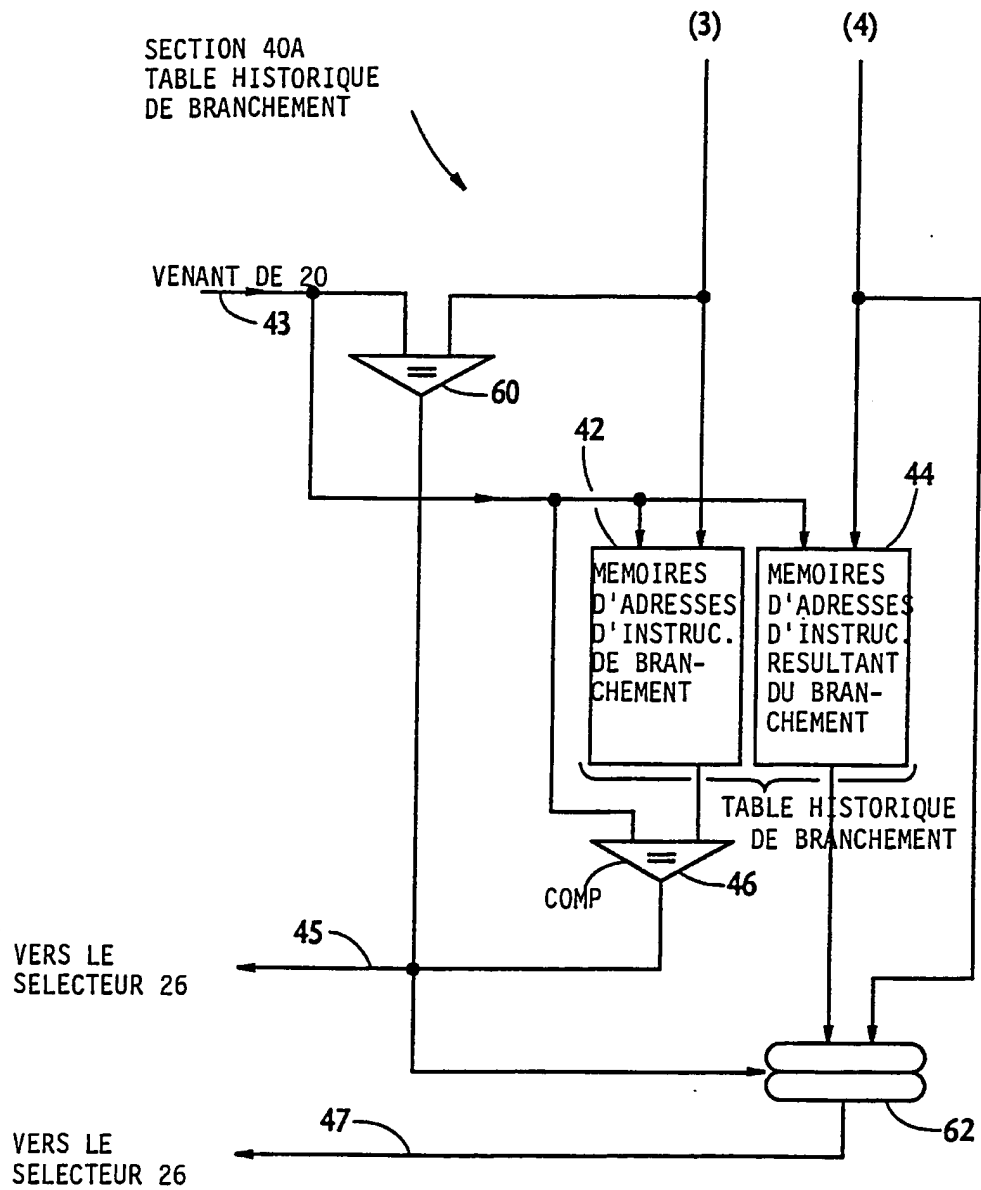 (3)
(4)
SECTION 40A
TABLE HISTORIQUE
DE BRANCHEMENT
VENANT DE 20
43
=
60
42
44
MEMOIRES
D'ADRESSES
D'INSTRUC.
DE BRAN-
CHEMENT
MEMOIRES
D'ADRESSES
D'INSTRUC.
RESULTANT
DU BRAN-
CHEMENT
TABLE HISTORIQUE
DE BRANCHEMENT
=
COMP
46
45
VERS LE
SELECTEUR 26
62
47
VERS LE
SELECTEUR 26